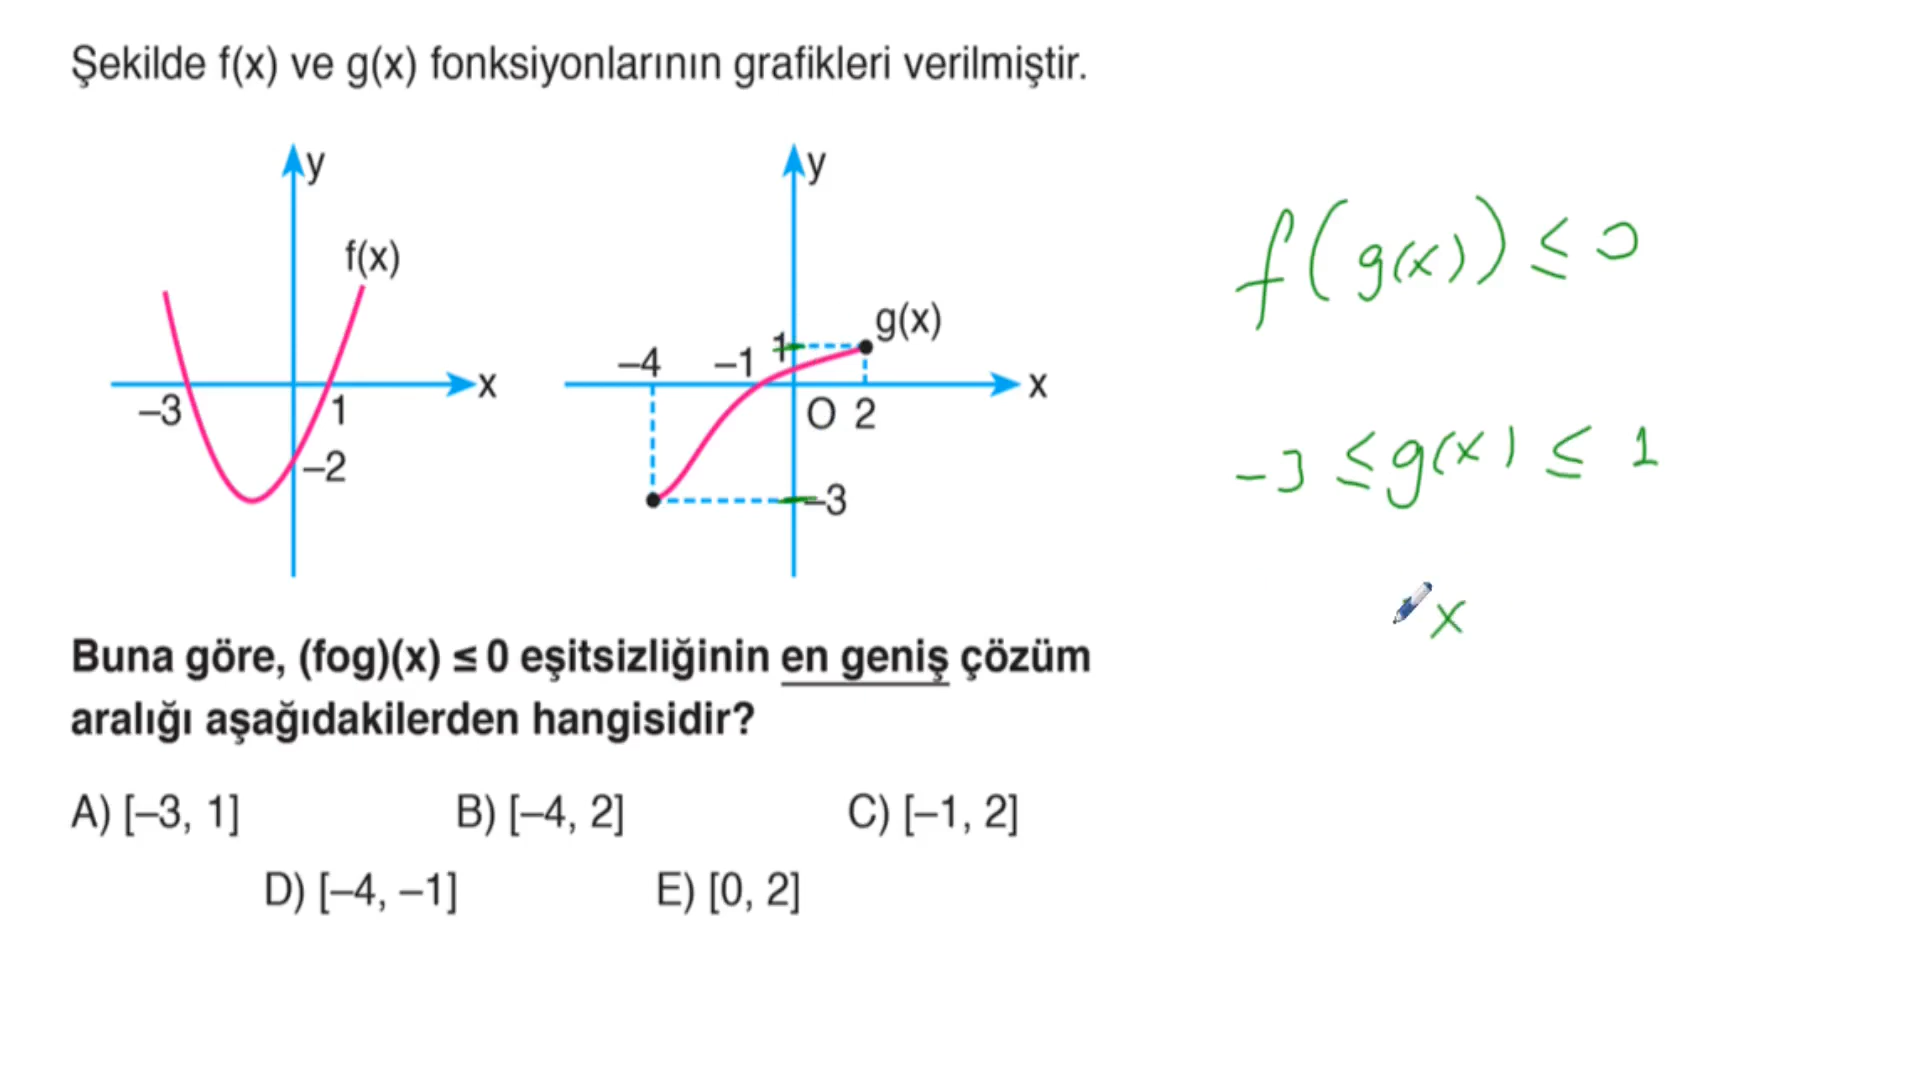 Şekilde f(x) ve g(x) fonksiyonlarının grafikleri verilmiştir.
y
f(x)
x
–3
1
–2
y
g(x)
1
–4
–1
x
O 2
–3
f(g(x)) ≤ 0
-3 ≤ g(x) ≤ 1
x
Buna göre, (fog)(x) ≤ 0 eşitsizliğinin en geniş çözüm
aralığı aşağıdakilerden hangisidir?
A) [–3, 1] B) [–4, 2] C) [–1, 2]
D) [–4, –1] E) [0, 2]